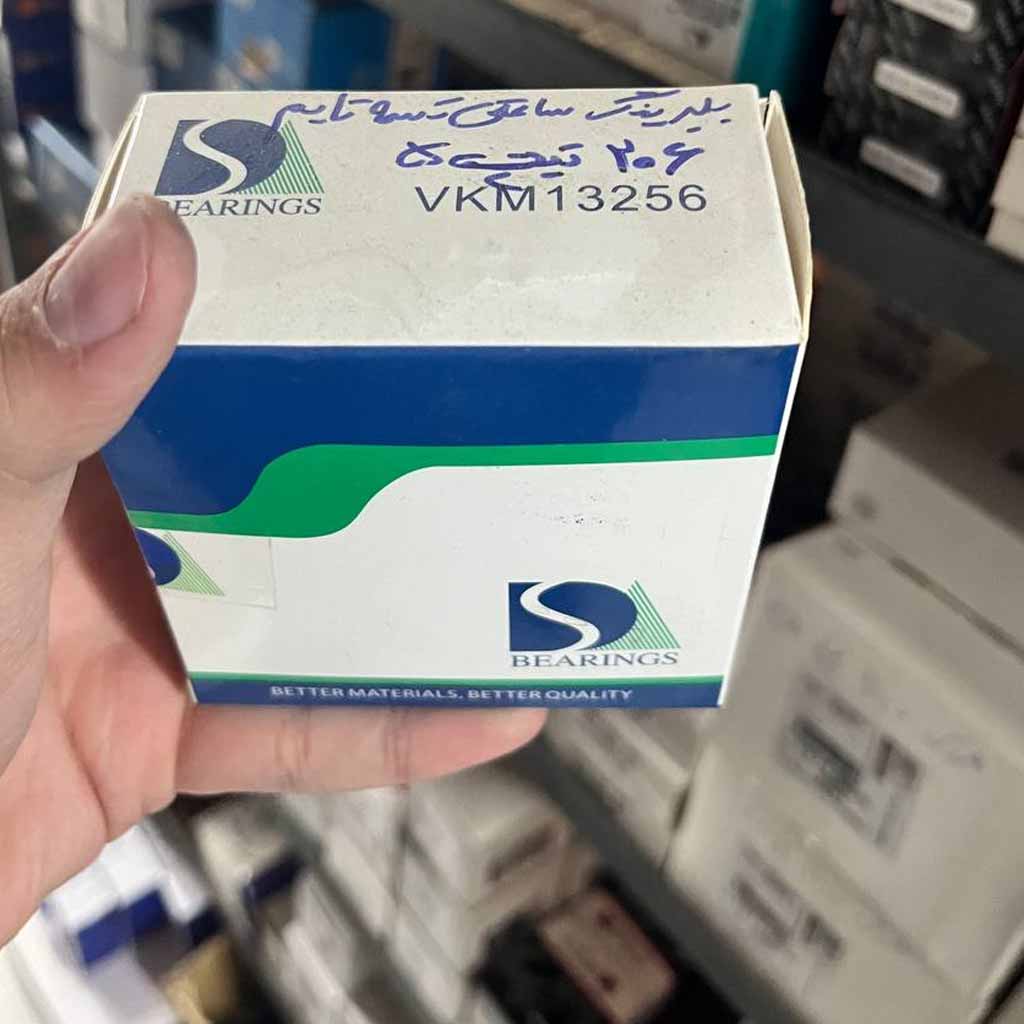 بلبرینگ ساعتی تسمه تایم
۲۰۶ تیپ ۵
BEARINGS
VKM13256
BEARINGS
BETTER MATERIALS, BETTER QUALITY